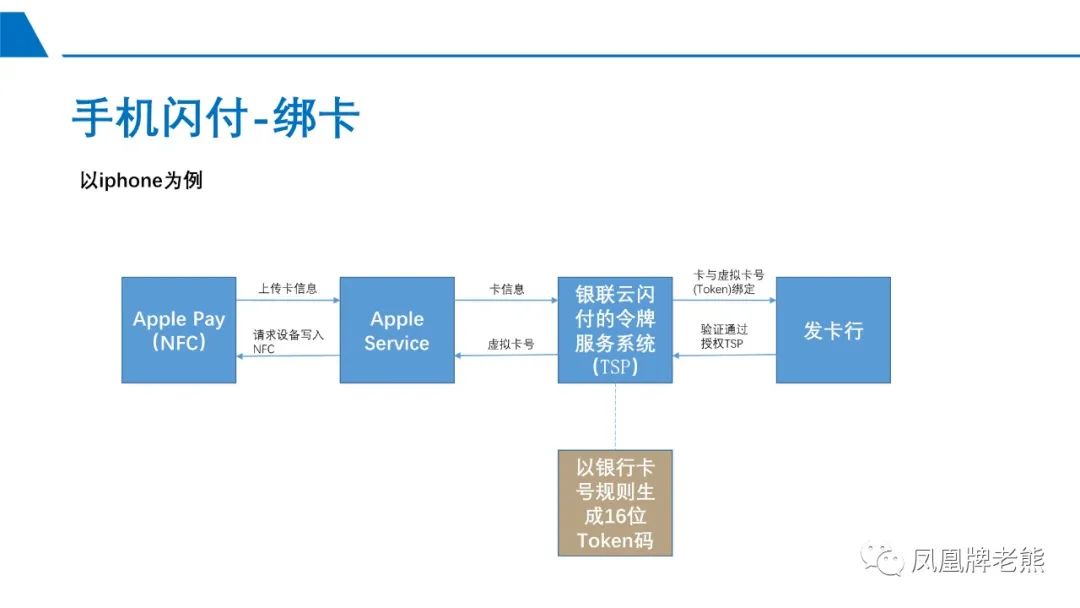 手机闪付-绑卡
以iphone为例
Apple Pay
（NFC）
上传卡信息
请求设备写入
NFC
Apple
Service
卡信息
虚拟卡号
银联云闪
付的令牌
服务系统
（TSP）
卡与虚拟卡号
(Token)绑定
验证通过
授权TSP
发卡行
以银行卡
号规则生
成16位
Token码
凤凰牌老熊